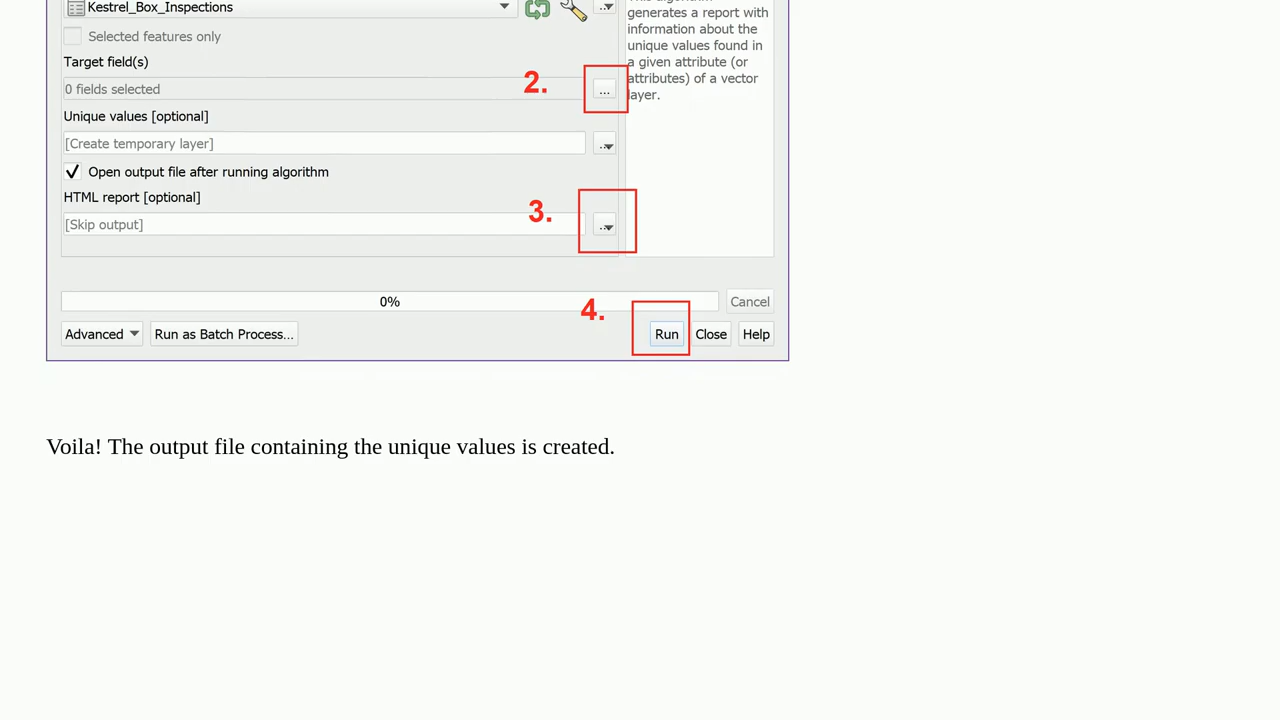 Kestrel_Box_Inspections
generates a report with
information about the
unique values found in
a given attribute (or
attributes) of a vector
layer.
Selected features only
Target field(s)
0 fields selected
2.
...
Unique values [optional]
[Create temporary layer]
Open output file after running algorithm
HTML report [optional]
3.
[Skip output]
0%
Cancel
4.
Advanced
Run as Batch Process...
Run
Close
Help
Voila! The output file containing the unique values is created.